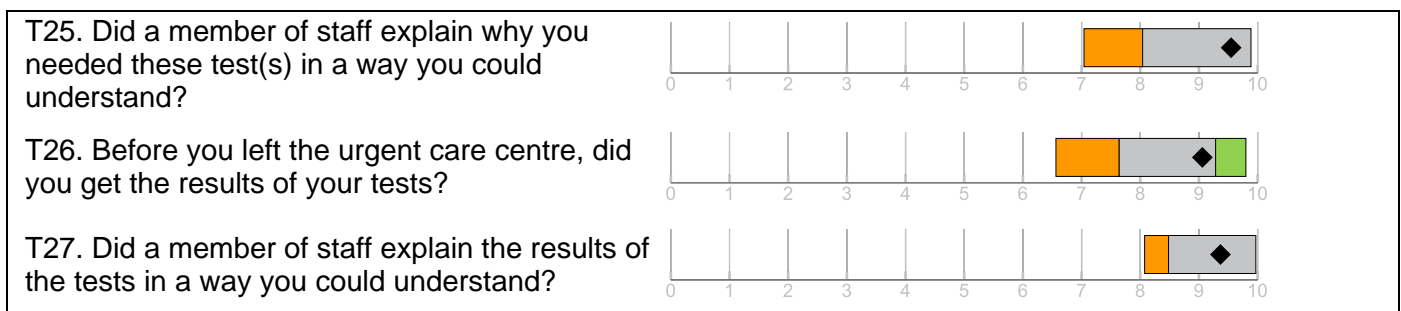 T25. Did a member of staff explain why you
needed these test(s) in a way you could
understand?
0 1 2 3 4 5 6 7 8 9 10
T26. Before you left the urgent care centre, did
you get the results of your tests?
0 1 2 3 4 5 6 7 8 9 10
T27. Did a member of staff explain the results of
the tests in a way you could understand?
0 1 2 3 4 5 6 7 8 9 10